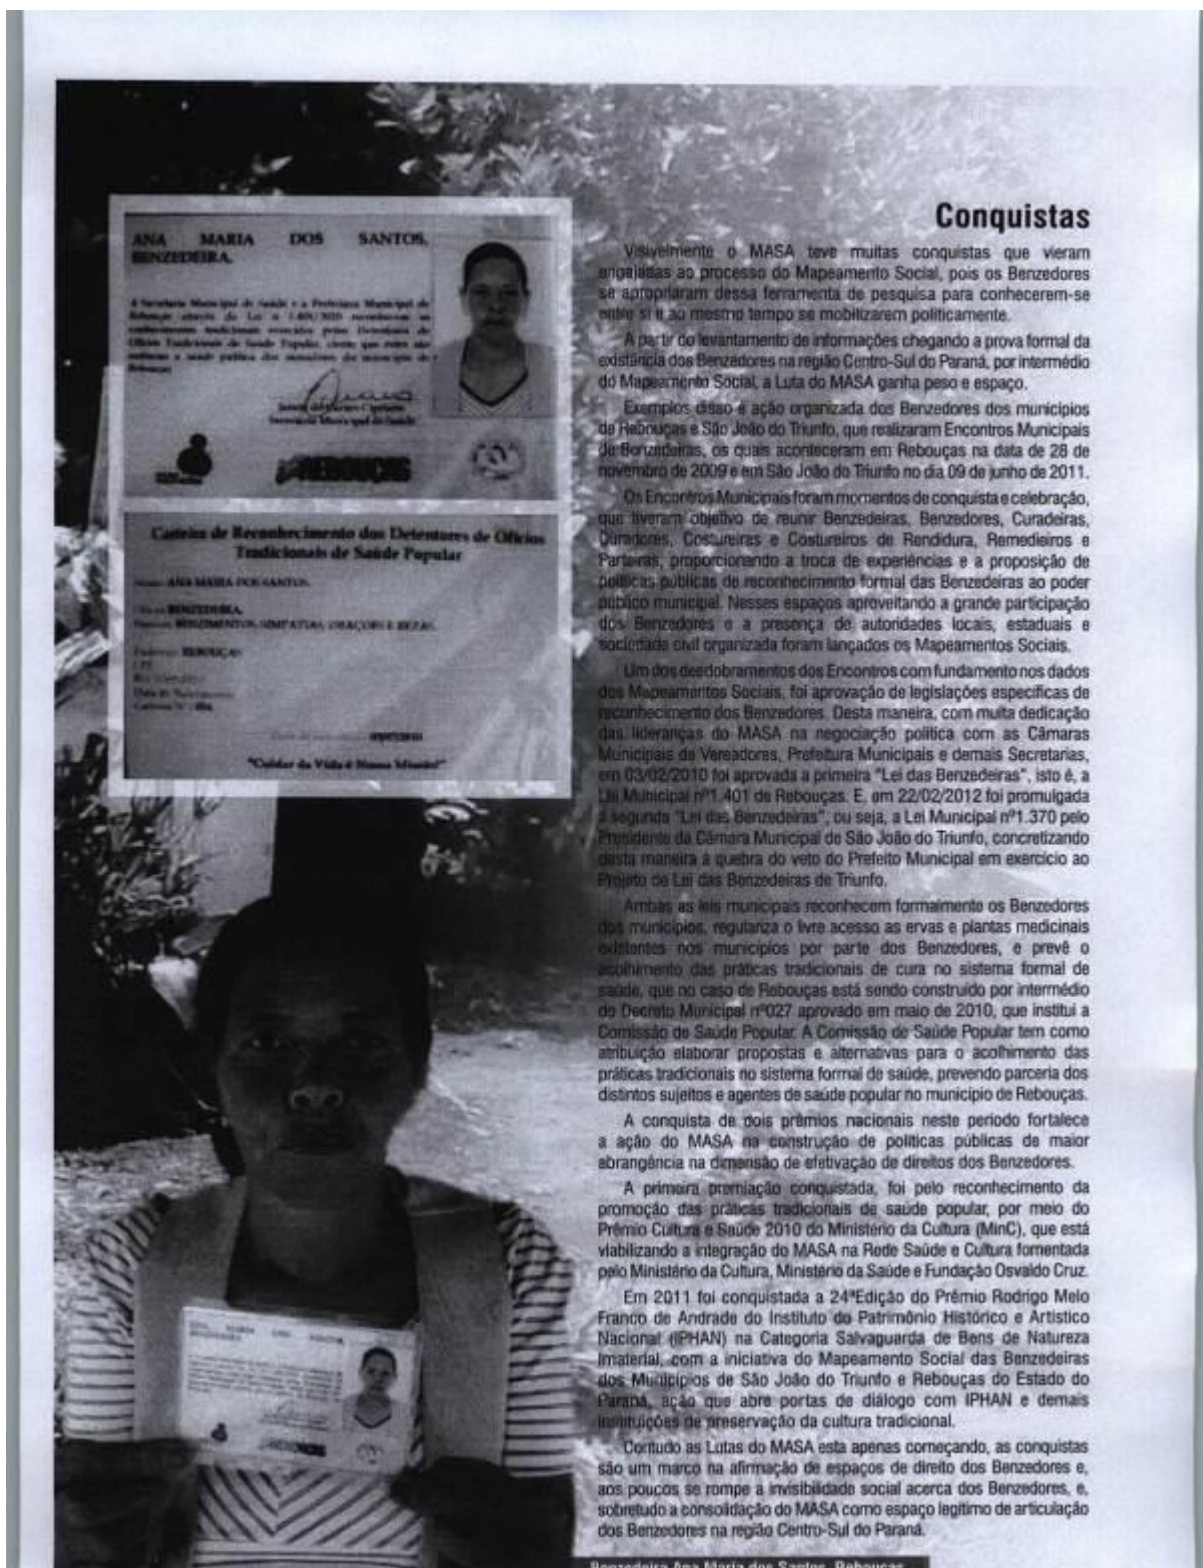 ANA MARIA DOS SANTOS,
BENZEDEIRA.
A Secretaria Municipal de Saúde e a Prefeitura Municipal de
Carteira de Reconhecimento dos Detentores de Ofícios
Tradicionais de Saúde Popular
ANA MARIA DOS SANTOS.
BENZEDEIRA.
BENZIMENTOS, SIMPATIAS, ORAÇÕES E REZAS.
REBOUÇAS
"Cuidar da Vida é Nossa Missão!"
Conquistas
Visivelmente o MASA teve muitas conquistas que vieram
engajadas ao processo do Mapeamento Social, pois os Benzedores
se apropriaram dessa ferramenta de pesquisa para conhecerem-se
entre si e ao mesmo tempo se mobilizarem politicamente.
A partir do levantamento de informações chegando a prova formal da
existência dos Benzedores na região Centro-Sul do Paraná, por intermédio
do Mapeamento Social, a Luta do MASA ganha peso e espaço.
Exemplos disso é ação organizada dos Benzedores dos municípios
de Rebouças e São João do Triunfo, que realizaram Encontros Municipais
de Benzedeiras, os quais aconteceram em Rebouças na data de 28 de
novembro de 2009 e em São João do Triunfo no dia 09 de junho de 2011.
Os Encontros Municipais foram momentos de conquista e celebração,
que tiveram objetivo de reunir Benzedeiras, Benzedores, Curadeiras,
Curadores, Costureiras e Costureiros de Rendidura, Remedieiros e
Parteiras, proporcionando a troca de experiências e a proposição de
políticas públicas de reconhecimento formal das Benzedeiras ao poder
público municipal. Nesses espaços aproveitando a grande participação
dos Benzedores e a presença de autoridades locais, estaduais e
sociedade civil organizada foram lançados os Mapeamentos Sociais.
Um dos desdobramentos dos Encontros com fundamento nos dados
dos Mapeamentos Sociais, foi aprovação de legislações específicas de
reconhecimento dos Benzedores. Desta maneira, com muita dedicação
das lideranças do MASA na negociação política com as Câmaras
Municipais de Vereadores, Prefeitura Municipais e demais Secretarias,
em 03/02/2010 foi aprovada a primeira "Lei das Benzedeiras", isto é, a
Lei Municipal nº1.401 de Rebouças. E, em 22/02/2012 foi promulgada
a segunda "Lei das Benzedeiras", ou seja, a Lei Municipal nº1.370 pelo
Presidente da Câmara Municipal de São João do Triunfo, concretizando
desta maneira à quebra do veto do Prefeito Municipal em exercício ao
Projeto de Lei das Benzedeiras de Triunfo.
Ambas as leis municipais reconhecem formalmente os Benzedores
dos municípios, regulariza o livre acesso as ervas e plantas medicinais
existentes nos municípios por parte dos Benzedores, e prevê o
acolhimento das práticas tradicionais de cura no sistema formal de
saúde, que no caso de Rebouças está sendo construído por intermédio
do Decreto Municipal nº027 aprovado em maio de 2010, que institui a
Comissão de Saúde Popular. A Comissão de Saúde Popular tem como
atribuição elaborar propostas e alternativas para o acolhimento das
práticas tradicionais no sistema formal de saúde, prevendo parceria dos
distintos sujeitos e agentes de saúde popular no município de Rebouças.
A conquista de dois prêmios nacionais neste período fortalece
a ação do MASA na construção de políticas públicas de maior
abrangência na dimensão de efetivação de direitos dos Benzedores.
A primeira premiação conquistada, foi pelo reconhecimento da
promoção das práticas tradicionais de saúde popular, por meio do
Prêmio Cultura e Saúde 2010 do Ministério da Cultura (MinC), que está
viabilizando a integração do MASA na Rede Saúde e Cultura fomentada
pelo Ministério da Cultura, Ministério da Saúde e Fundação Osvaldo Cruz.
Em 2011 foi conquistada a 24ªEdição do Prêmio Rodrigo Melo
Franco de Andrade do Instituto do Patrimônio Histórico e Artístico
Nacional (IPHAN) na Categoria Salvaguarda de Bens de Natureza
Imaterial, com a iniciativa do Mapeamento Social das Benzedeiras
dos Municípios de São João do Triunfo e Rebouças do Estado do
Paraná, ação que abre portas de diálogo com IPHAN e demais
instituições de preservação da cultura tradicional.
Contudo as Lutas do MASA esta apenas começando, as conquistas
são um marco na afirmação de espaços de direito dos Benzedores e,
aos poucos se rompe a invisibilidade social acerca dos Benzedores, e,
sobretudo a consolidação do MASA como espaço legítimo de articulação
dos Benzedores na região Centro-Sul do Paraná.
Benzedeira Ana Maria dos Santos, Rebouças